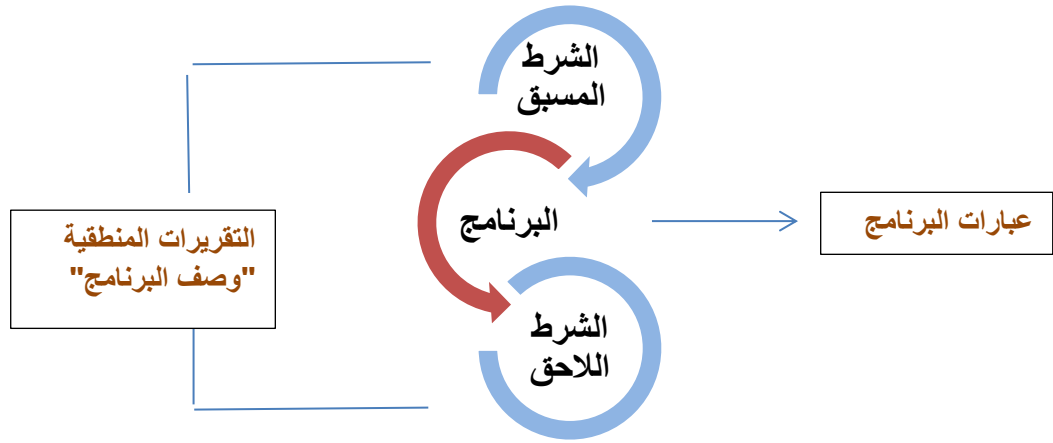 الشرط
المسبق
البرنامج
عبارات البرنامج
التقريرات المنطقية
"وصف البرنامج"
الشرط
اللاحق